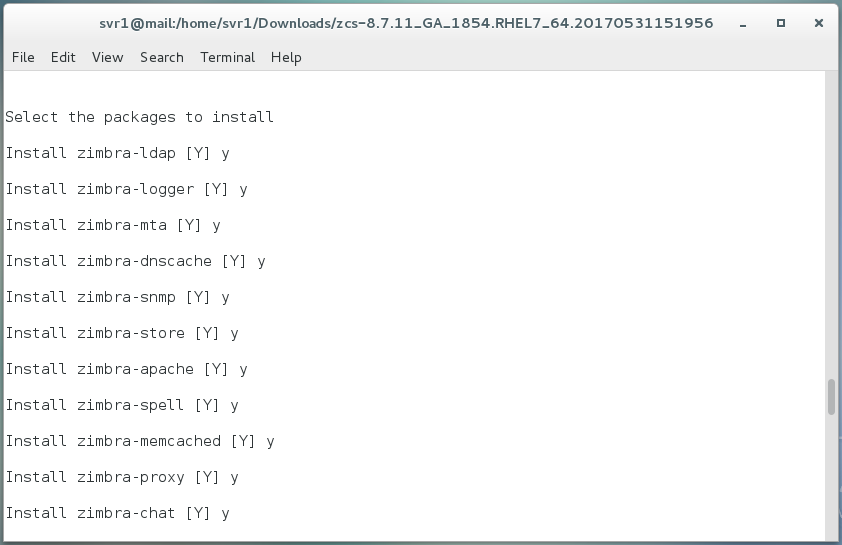 svr1@mail:/home/svr1/Downloads/zcs-8.7.11_GA_1854.RHEL7_64.20170531151956
File Edit View Search Terminal Help
Select the packages to install
Install zimbra-ldap [Y] y
Install zimbra-logger [Y] y
Install zimbra-mta [Y] y
Install zimbra-dnscache [Y] y
Install zimbra-snmp [Y] y
Install zimbra-store [Y] y
Install zimbra-apache [Y] y
Install zimbra-spell [Y] y
Install zimbra-memcached [Y] y
Install zimbra-proxy [Y] y
Install zimbra-chat [Y] y